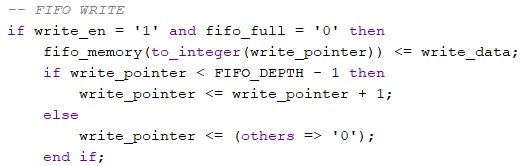 -- FIFO WRITE
if write_en = '1' and fifo_full = '0' then
    fifo_memory(to_integer(write_pointer)) <= write_data;
    if write_pointer < FIFO_DEPTH - 1 then
        write_pointer <= write_pointer + 1;
    else
        write_pointer <= (others => '0');
    end if;